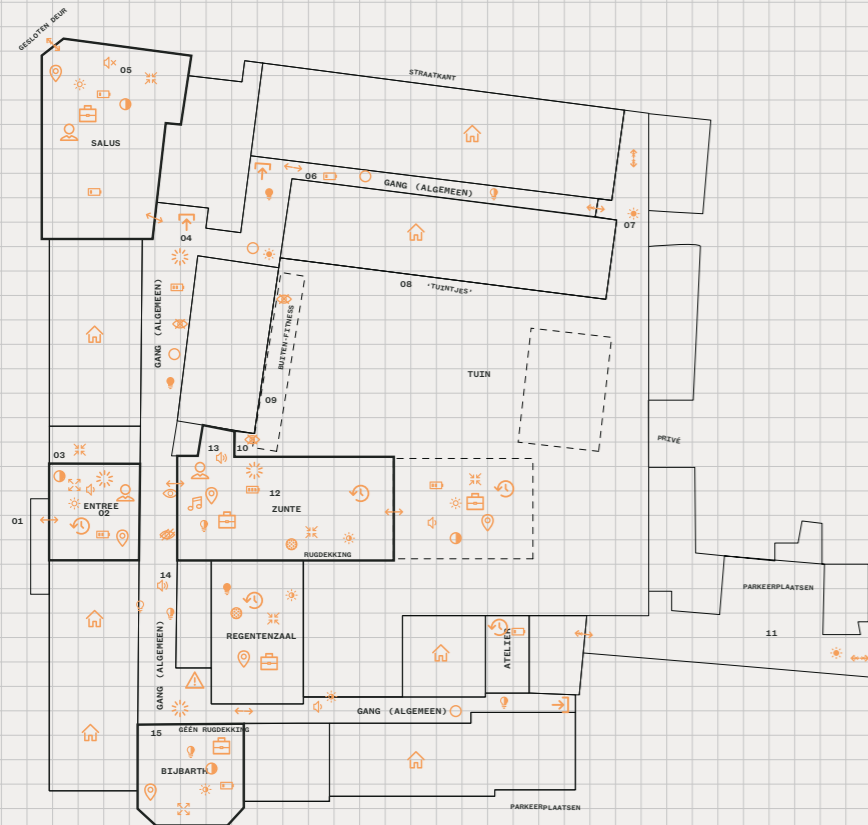 GESLOTEN DEUR
05
SALUS
STRAATKANT
06
GANG (ALGEMEEN)
07
04
08
·TUINTJES·
GANG (ALGEMEEN)
BUITEN-FITNESS
TUIN
09
PRIVÉ
13
10
03
12
ZUNTE
ENTREE
02
01
RUGDEKKING
14
PARKEERPLAATSEN
11
REGENTENZAAL
ATELIER
GANG (ALGEMEEN)
GANG (ALGEMEEN)
15
GÉÉN RUGDEKKING
BIJBARTH
PARKEERPLAATSEN